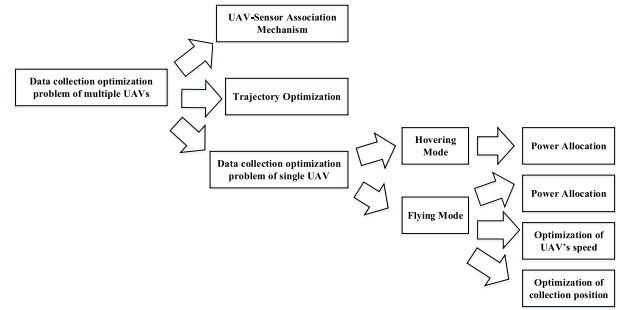 UAV-Sensor Association
Mechanism
Data collection optimization
problem of multiple UAVs
Trajectory Optimization
Data collection optimization
problem of single UAV
Hovering
Mode
Power Allocation
Flying Mode
Power Allocation
Optimization of
UAV's speed
Optimization of
collection position